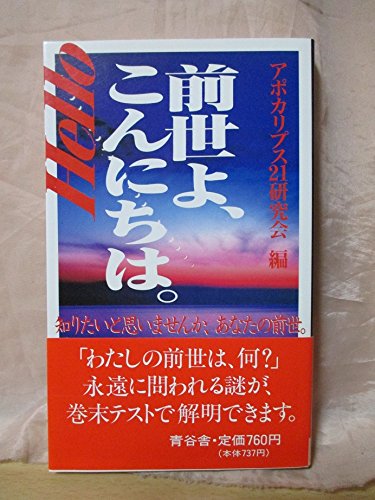 Hello
前世よ、
こんにちは。
アポカリプス21研究会 編
知りたいと思いませんか、あなたの前世。
「わたしの前世は、何?」
永遠に問われる謎が、
巻末テストで解明できます。
青谷舎・定価760円
(本体737円)